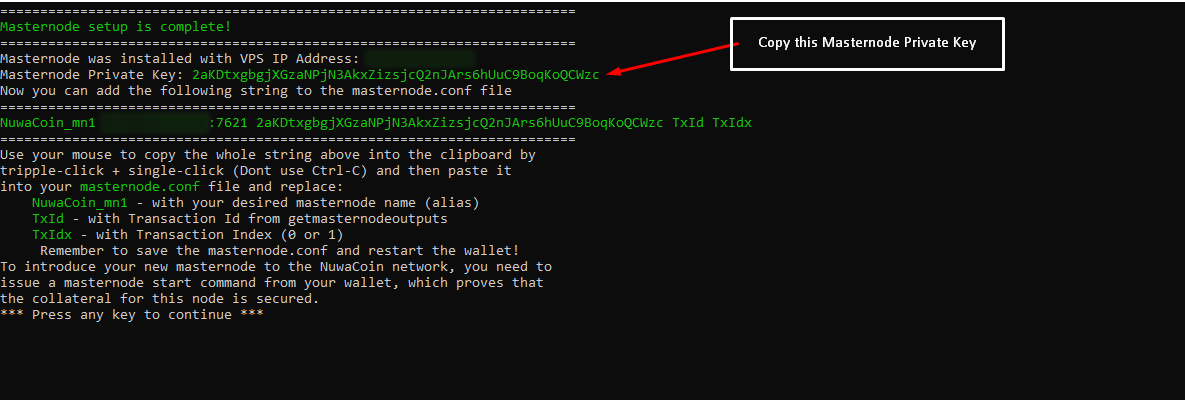 ========================================================================
Masternode setup is complete!
========================================================================
Masternode was installed with VPS IP Address:
Masternode Private Key: 2aKDtxgbgjXGzaNPjN3AkxZizsjcQ2nJArs6hUuC9BoqKoQCWzc
Copy this Masternode Private Key
Now you can add the following string to the masternode.conf file
========================================================================
NuwaCoin_mn1 :7621 2aKDtxgbgjXGzaNPjN3AkxZizsjcQ2nJArs6hUuC9BoqKoQCWzc TxId TxIdx
========================================================================
Use your mouse to copy the whole string above into the clipboard by
tripple-click + single-click (Dont use Ctrl-C) and then paste it
into your masternode.conf file and replace:
NuwaCoin_mn1 - with your desired masternode name (alias)
TxId - with Transaction Id from getmasternodeoutputs
TxIdx - with Transaction Index (0 or 1)
Remember to save the masternode.conf and restart the wallet!
To introduce your new masternode to the NuwaCoin network, you need to
issue a masternode start command from your wallet, which proves that
the collateral for this node is secured.
*** Press any key to continue ***